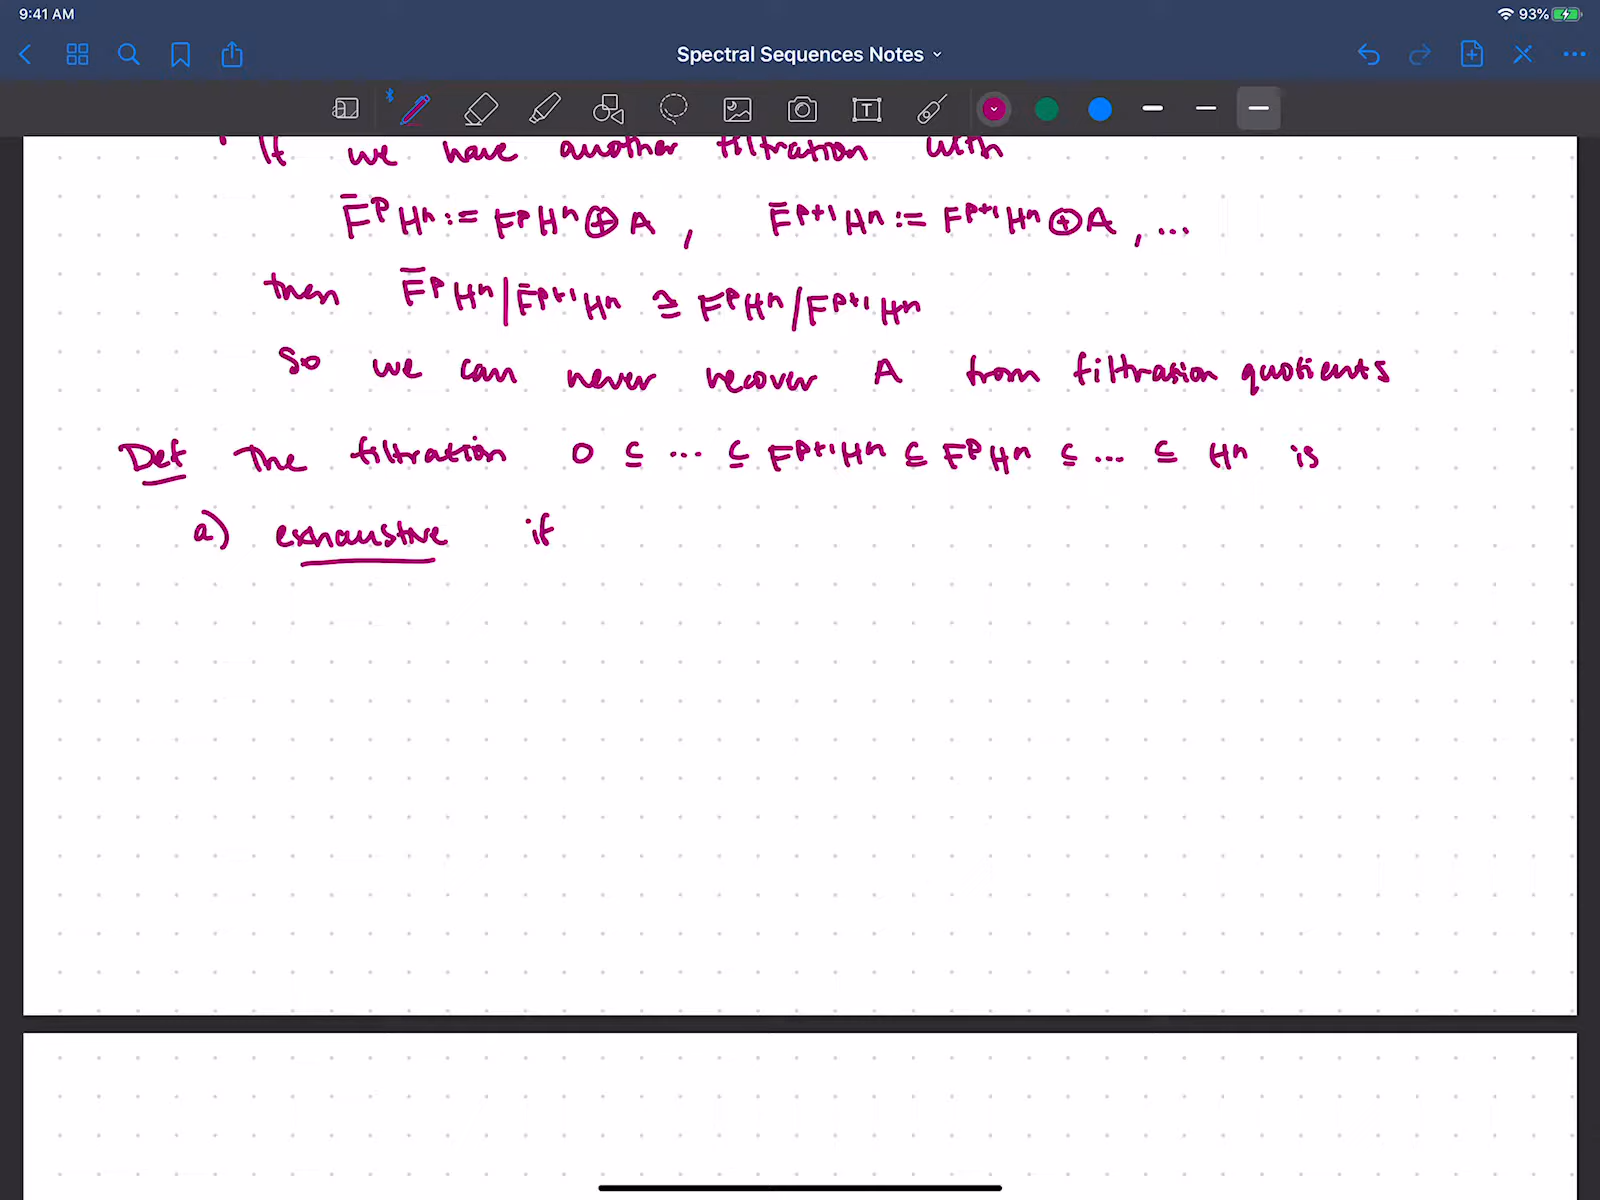 9:41 AM
93%
Spectral Sequences Notes
If we have another filtration with
F̄ᵖHⁿ := FᵖHⁿ ⊕ A, F̄ᵖ⁺¹Hⁿ := Fᵖ⁺¹Hⁿ ⊕ A, ...
then F̄ᵖHⁿ/F̄ᵖ⁺¹Hⁿ ≅ FᵖHⁿ/Fᵖ⁺¹Hⁿ
So we can never recover A from filtration quotients
Def The filtration 0 ⊆ ... ⊆ Fᵖ⁺¹Hⁿ ⊆ FᵖHⁿ ⊆ ... ⊆ Hⁿ is
a) exhaustive if